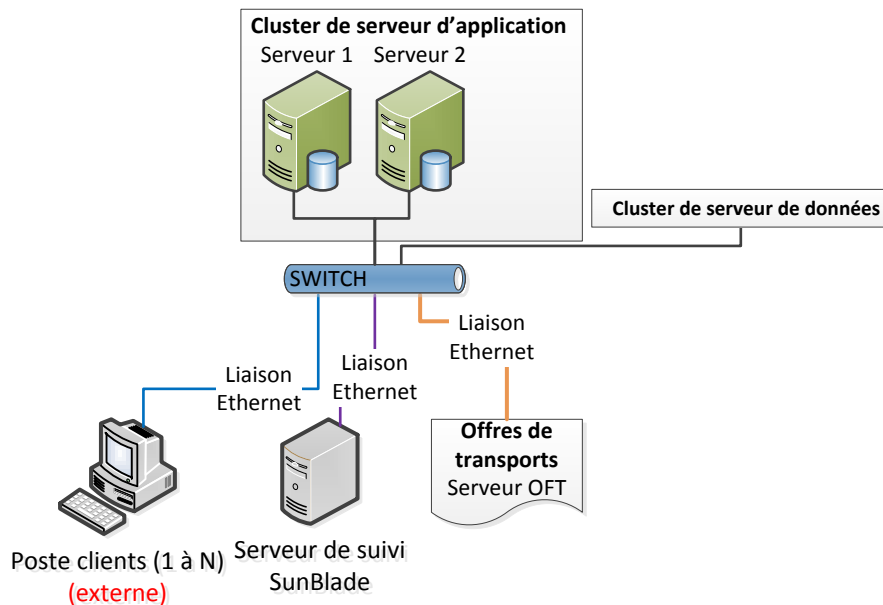 Cluster de serveur d'application
Serveur 1
Serveur 2
Cluster de serveur de données
SWITCH
Liaison
Ethernet
Liaison
Ethernet
Liaison
Ethernet
Offres de
transports
Serveur OFT
Poste clients (1 à N)
(externe)
Serveur de suivi
SunBlade